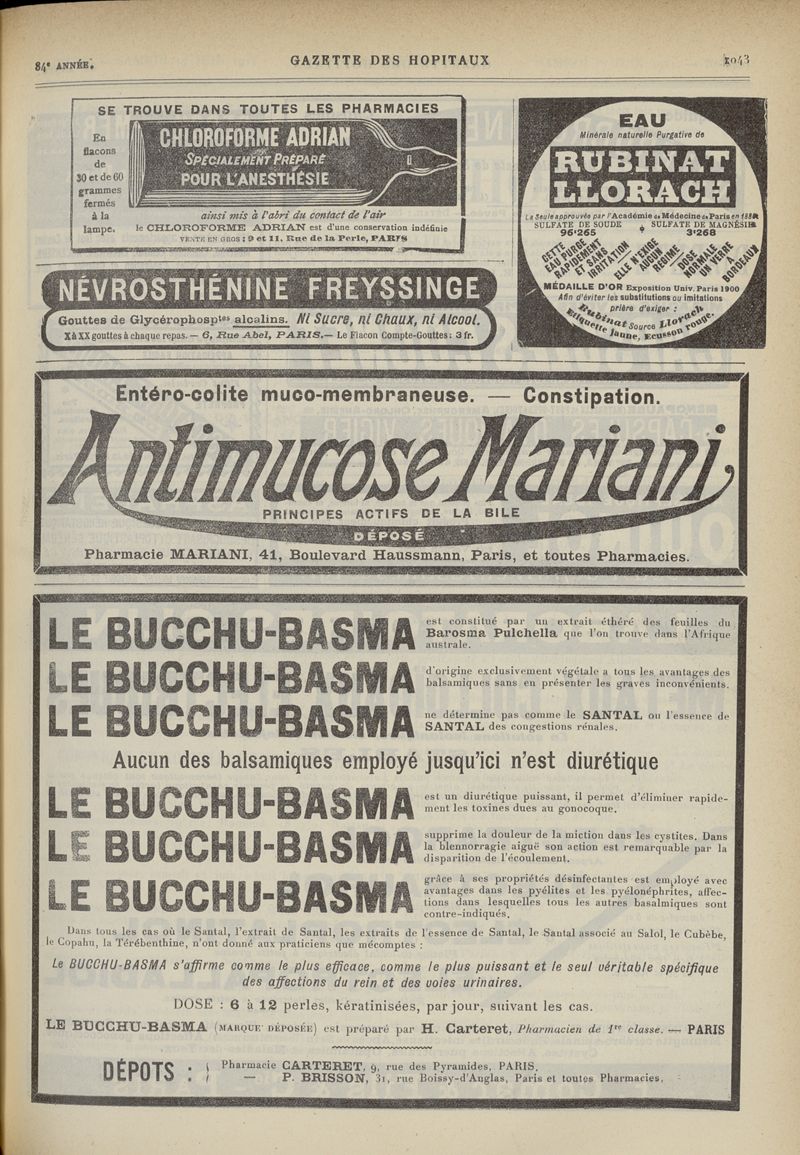 84e ANNÉE.
GAZETTE DES HOPITAUX
1043
SE TROUVE DANS TOUTES LES PHARMACIES
En
flacons
de
30 et de 60
grammes
fermés
à la
lampe.
CHLOROFORME ADRIAN
SPÉCIALEMENT PRÉPARÉ
POUR L'ANESTHÉSIE
ainsi mis à l'abri du contact de l'air
le CHLOROFORME ADRIAN est d'une conservation indéfinie
VENTE EN GROS : 9 et 11, Rue de la Perle, PARIS
EAU
Minérale naturelle Purgative de
RUBINAT
LLORACH
La Seule approuvée par l'Académie de Médecine de Paris en
SULFATE DE SOUDE
96'265
SULFATE DE MAGNÉSIE
3'268
CETTE
EAU PURGE
RAPIDEMENT
ET SANS
IRRITATION
ELLE N'EXIGE
AUCUN
REGIME
DOSE
NORMALE
UN VERRE
A
BORDEAUX
MÉDAILLE D'OR Exposition Univ. Paris 1900
Afin d'éviter les substitutions ou imitations
prière d'exiger :
Rubinat Source Llorach
Etiquette jaune, Ecusson rouge.
NÉVROSTHÉNINE FREYSSINGE
Gouttes de Glycérophosptes alcalins. Ni Sucre, ni Chaux, ni Alcool.
X à XX gouttes à chaque repas. — 6, Rue Abel, PARIS. — Le Flacon Compte-Gouttes : 3 fr.
Entéro-colite muco-membraneuse. — Constipation.
Antimucose Mariani
PRINCIPES ACTIFS DE LA BILE
DÉPOSÉ
Pharmacie MARIANI, 41, Boulevard Haussmann, Paris, et toutes Pharmacies.
LE BUCCHU-BASMA
est constitué par un extrait éthéré des feuilles du
Barosma Pulchella que l'on trouve dans l'Afrique
australe.
LE BUCCHU-BASMA
d'origine exclusivement végétale a tous les avantages des
balsamiques sans en présenter les graves inconvénients.
LE BUCCHU-BASMA
ne détermine pas comme le SANTAL ou l'essence de
SANTAL des congestions rénales.
Aucun des balsamiques employé jusqu'ici n'est diurétique
LE BUCCHU-BASMA
est un diurétique puissant, il permet d'éliminer rapide-
ment les toxines dues au gonocoque.
LE BUCCHU-BASMA
supprime la douleur de la miction dans les cystites. Dans
la blennorragie aiguë son action est remarquable par la
disparition de l'écoulement.
LE BUCCHU-BASMA
grâce à ses propriétés désinfectantes est employé avec
avantages dans les pyélites et les pyélonéphrites, affec-
tions dans lesquelles tous les autres basalmiques sont
contre-indiqués.
Dans tous les cas où le Santal, l'extrait de Santal, les extraits de l'essence de Santal, le Santal associé au Salol, le Cubèbe,
le Copahu, la Térébenthine, n'ont donné aux praticiens que mécomptes :
Le BUCCHU-BASMA s'affirme comme le plus efficace, comme le plus puissant et le seul véritable spécifique
des affections du rein et des voies urinaires.
DOSE : 6 à 12 perles, kératinisées, par jour, suivant les cas.
LE BUCCHU-BASMA (MARQUE DÉPOSÉE) est préparé par H. Carteret, Pharmacien de 1re classe. — PARIS
DÉPOTS :
Pharmacie CARTERET, 9, rue des Pyramides, PARIS.
— P. BRISSON, 31, rue Boissy-d'Anglas, Paris et toutes Pharmacies.